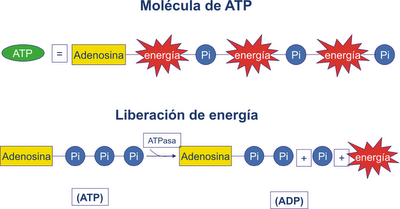 Molécula de ATP
ATP = Adenosina energía Pi energía Pi energía Pi
Liberación de energía
ATPasa
Adenosina Pi Pi Pi Adenosina Pi Pi + Pi + energía
(ATP) (ADP)